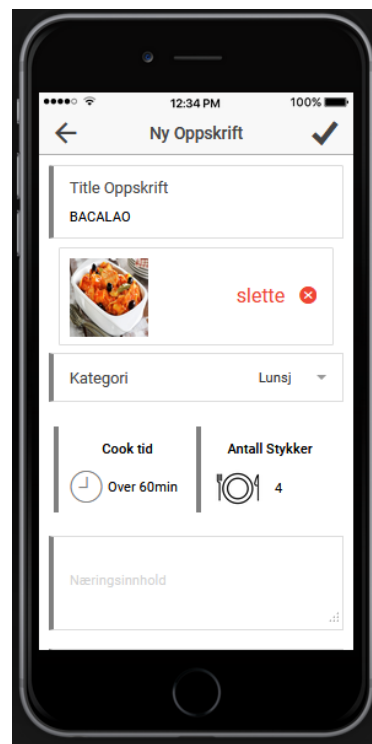 12:34 PM 100%
Ny Oppskrift
Title Oppskrift
BACALAO
slette
Kategori Lunsj
Cook tid Antall Stykker
Over 60min 4
Næringsinnhold